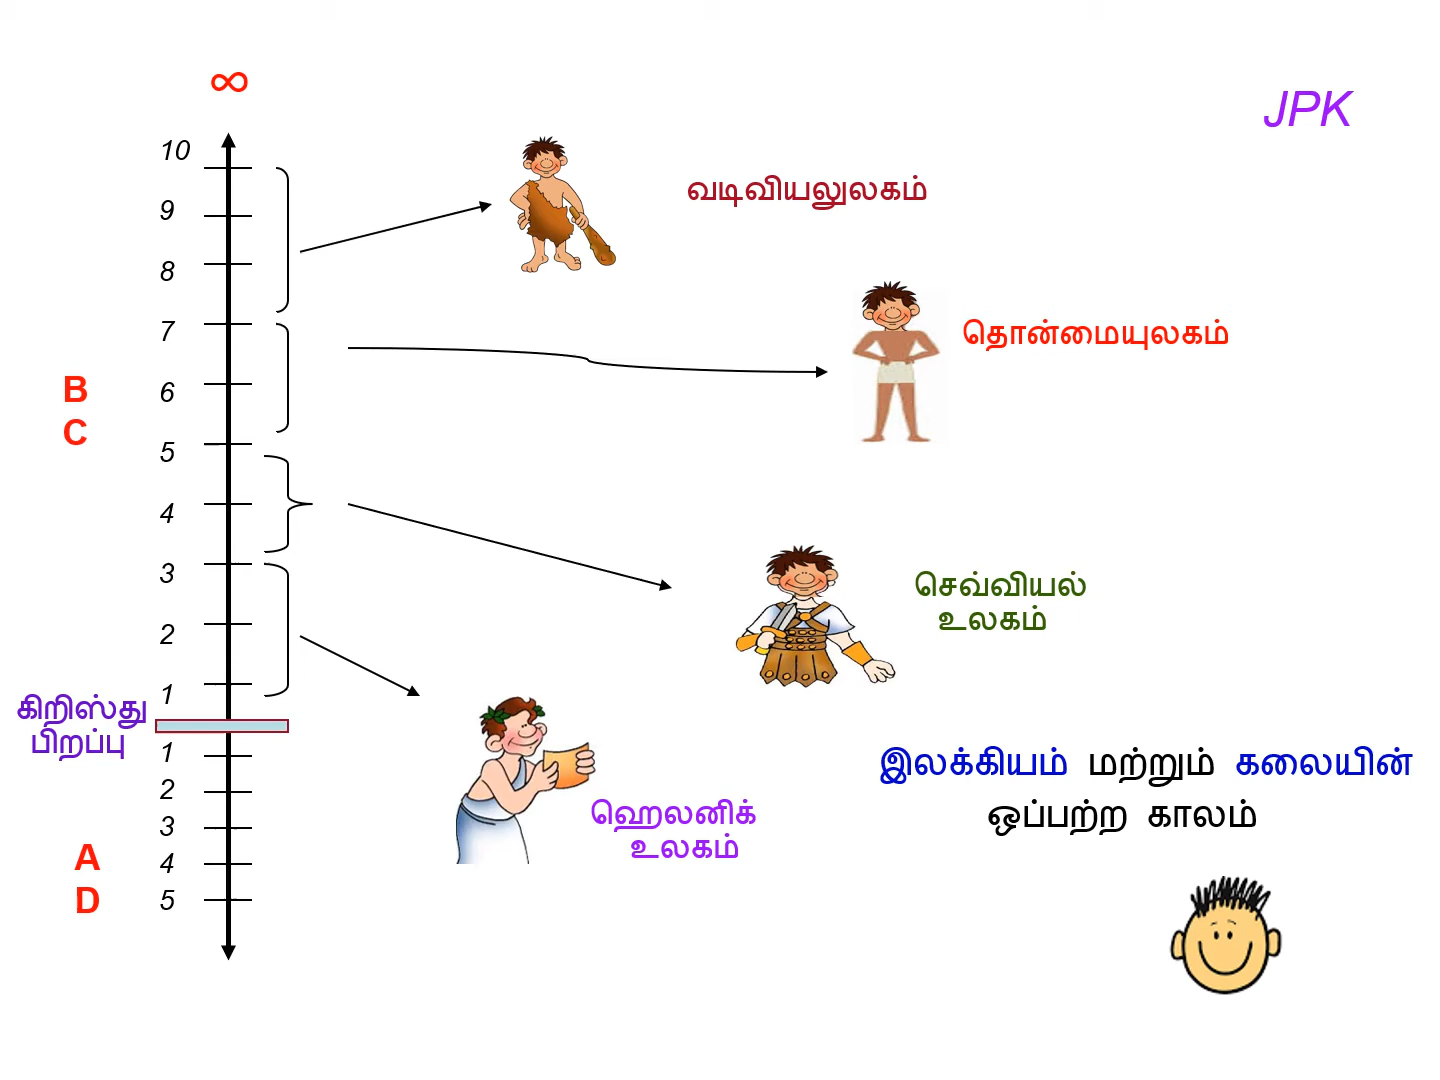 ∞
JPK
10
வடிவியலுலகம்
9
8
7
தொன்மையுலகம்
B
C
6
5
4
3
செவ்வியல்
உலகம்
2
1
கிறிஸ்து
பிறப்பு
1
இலக்கியம் மற்றும் கலையின்
ஒப்பற்ற காலம்
2
ஹெலனிக்
உலகம்
3
A
D
4
5